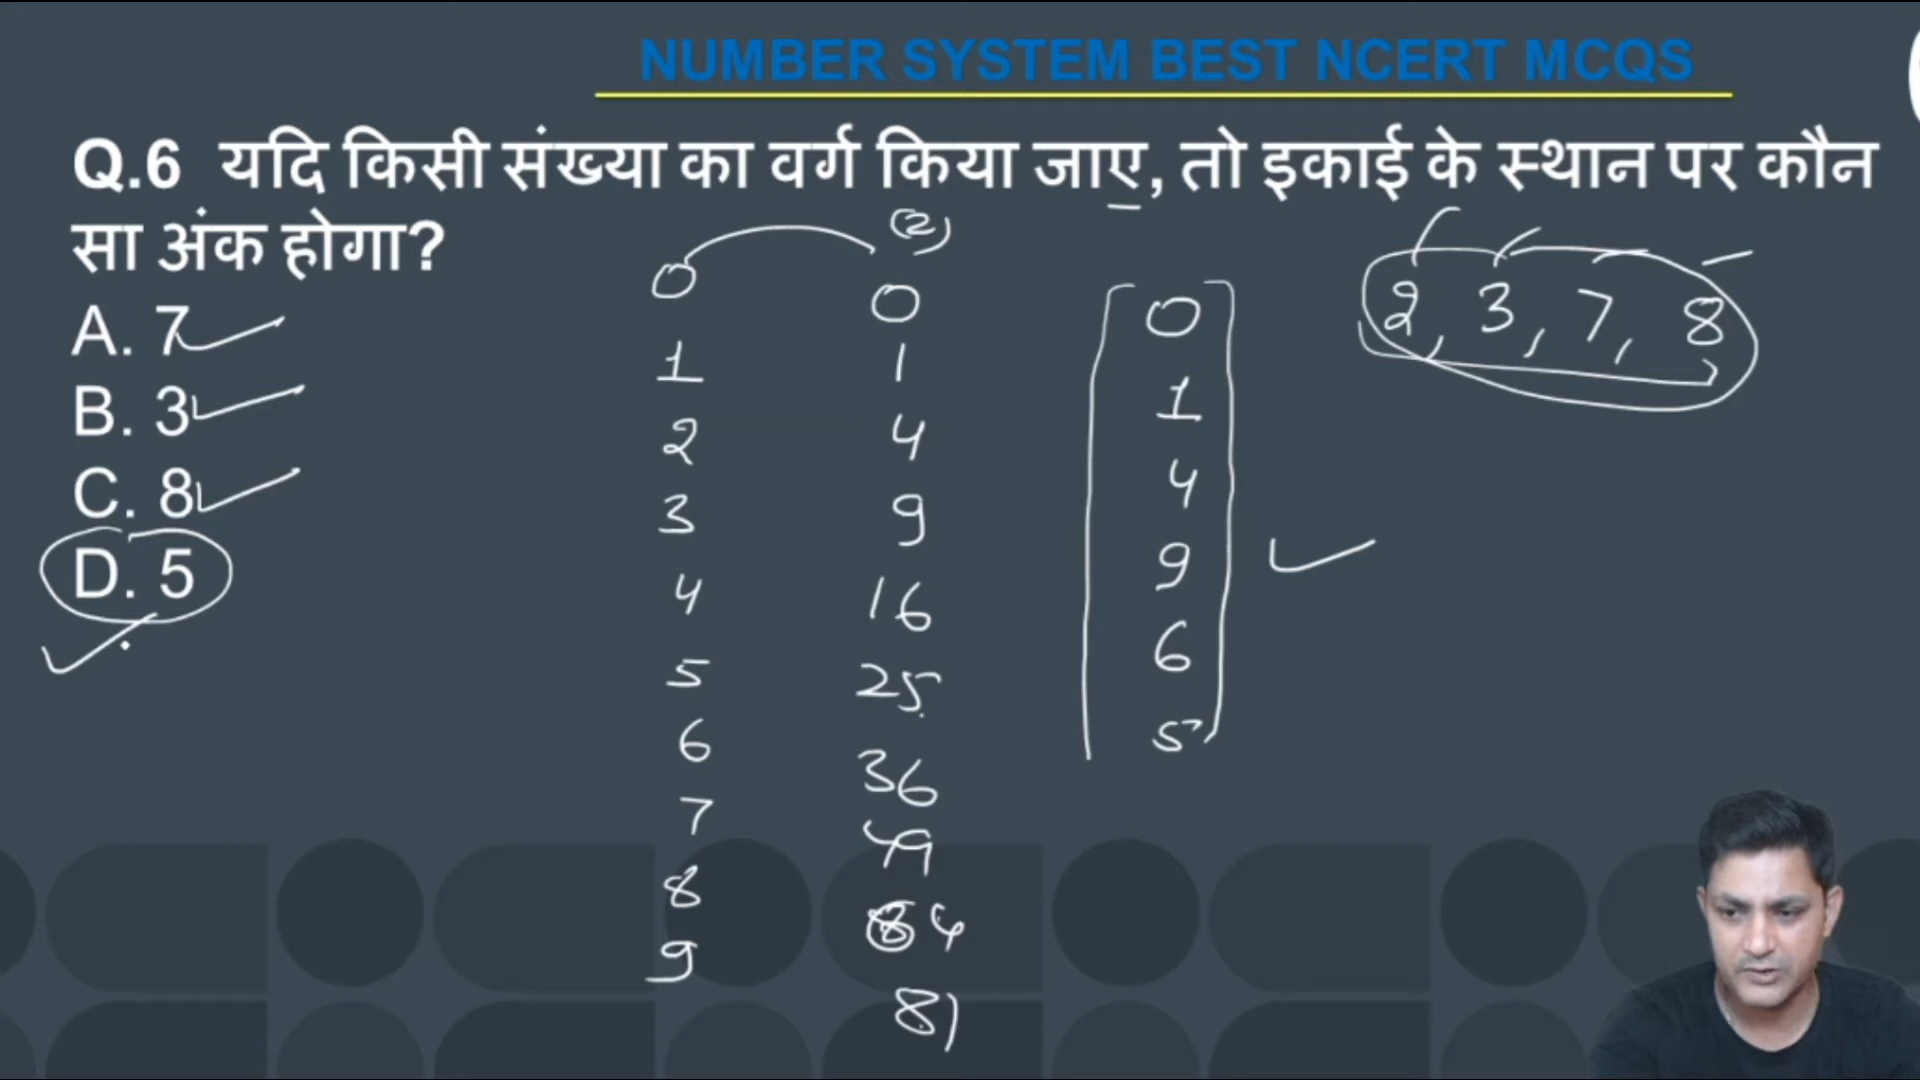 NUMBER SYSTEM BEST NCERT MCQS
Q.6 यदि किसी संख्या का वर्ग किया जाए, तो इकाई के स्थान पर कौन
सा अंक होगा?
A. 7
B. 3
C. 8
D. 5
(2)
0 0
1 1
2 4
3 9
4 16
5 25
6 36
7 49
8 4
9 81
0
1
4
9
6
5
2, 3, 7, 8